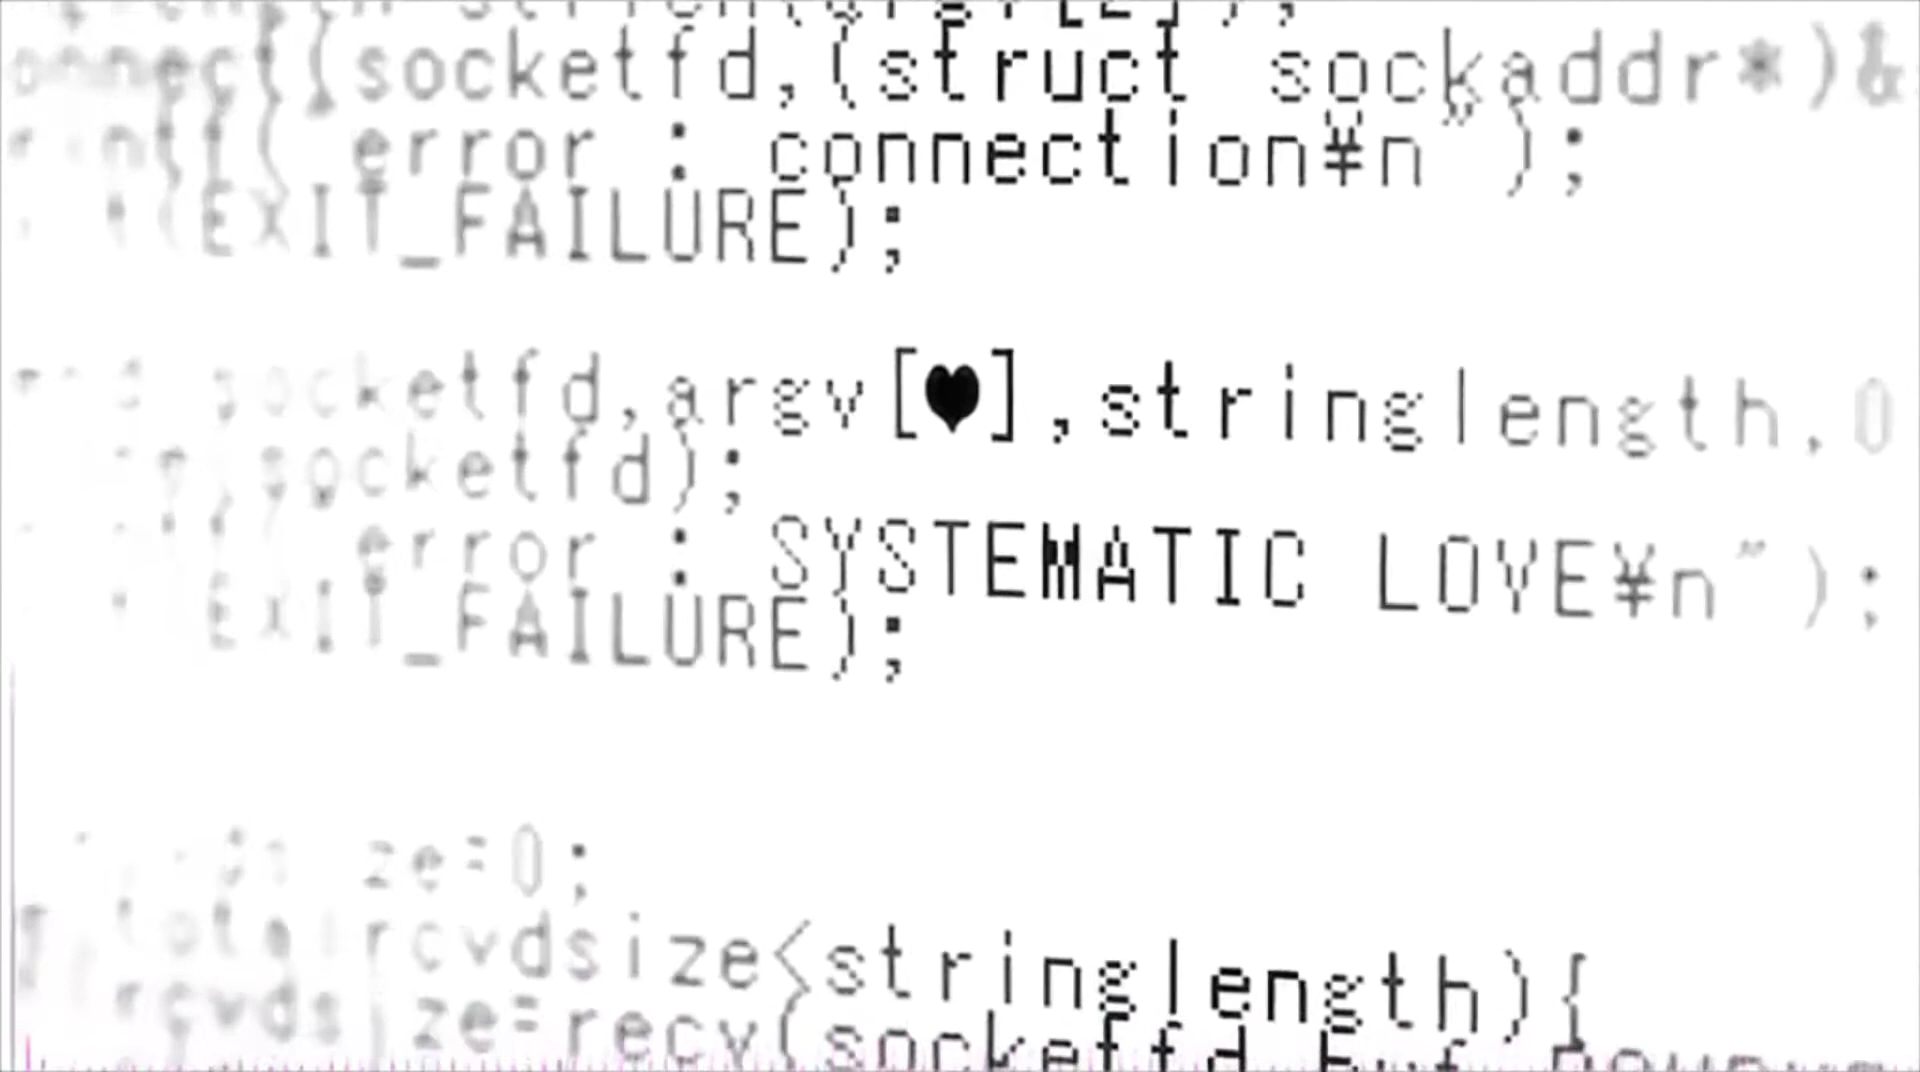 (socketfd,(struct sockaddr*)&
error : connection¥n");
EXIT_FAILURE);
socketfd,argv[♥],stringlength,0
socketfd);
error : SYSTEMATIC LOVE¥n");
EXIT_FAILURE);
ze=0;
rcvdsize<stringlength){
rcvdsize=recv(socketfd